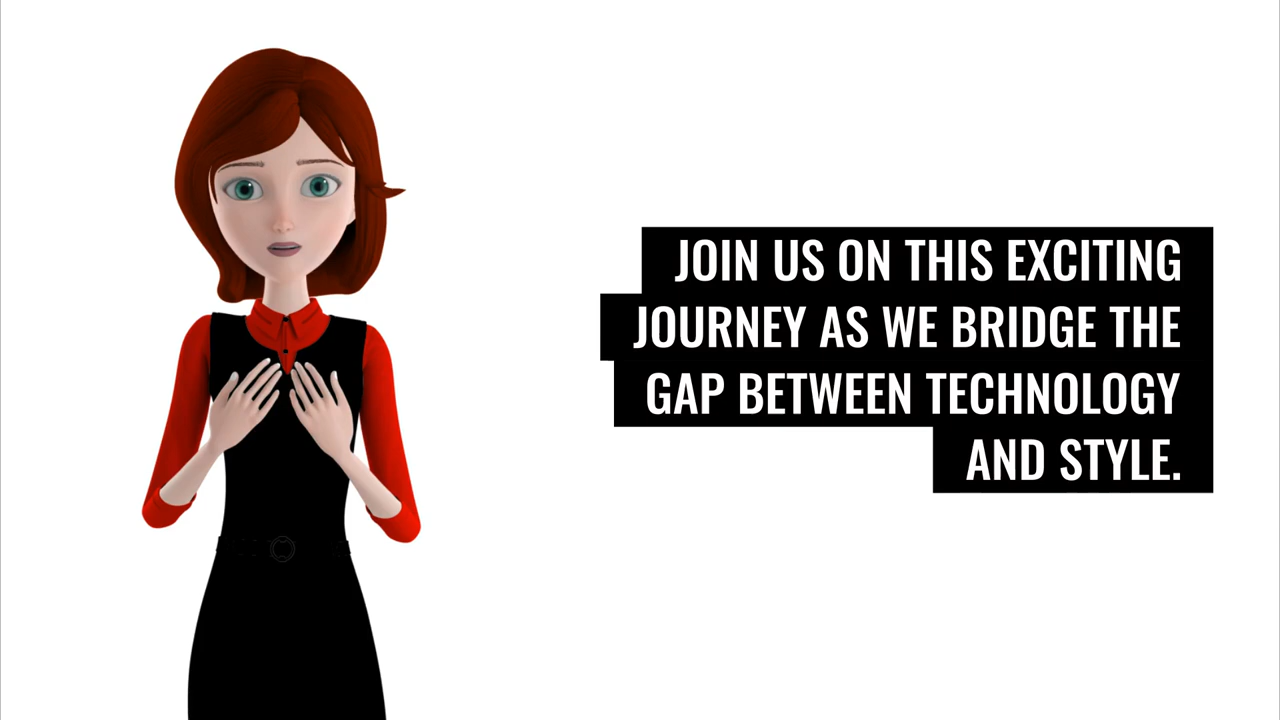 JOIN US ON THIS EXCITING
JOURNEY AS WE BRIDGE THE
GAP BETWEEN TECHNOLOGY
AND STYLE.